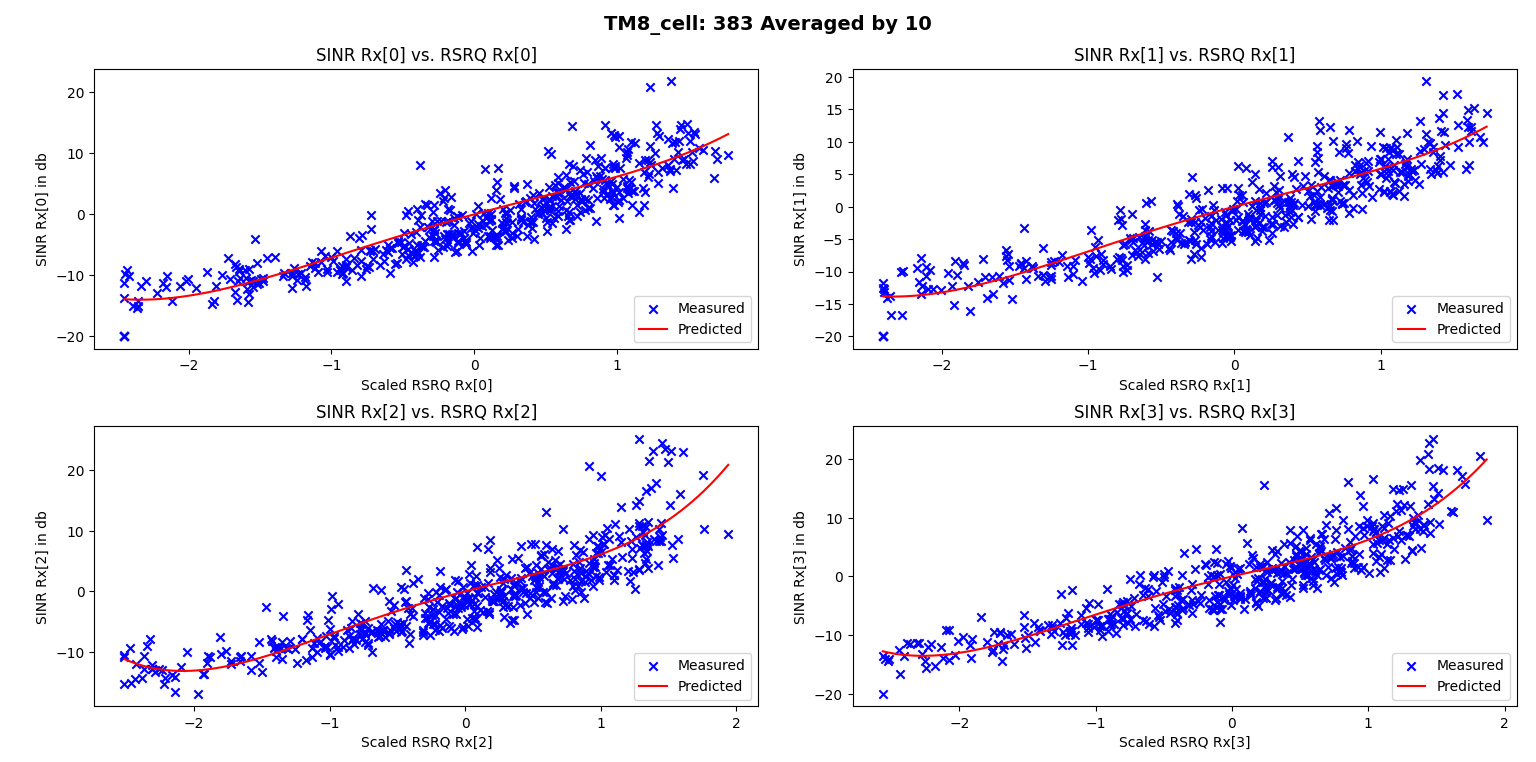 TM8_cell: 383 Averaged by 10
SINR Rx[0] vs. RSRQ Rx[0]
SINR Rx[0] in db
20
10
0
−10
−20
−2
−1
0
1
Scaled RSRQ Rx[0]
Measured
Predicted
SINR Rx[1] vs. RSRQ Rx[1]
SINR Rx[1] in db
20
15
10
5
0
−5
−10
−15
−20
−2
−1
0
1
Scaled RSRQ Rx[1]
Measured
Predicted
SINR Rx[2] vs. RSRQ Rx[2]
SINR Rx[2] in db
20
10
0
−10
−2
−1
0
1
2
Scaled RSRQ Rx[2]
Measured
Predicted
SINR Rx[3] vs. RSRQ Rx[3]
SINR Rx[3] in db
20
10
0
−10
−20
−2
−1
0
1
2
Scaled RSRQ Rx[3]
Measured
Predicted